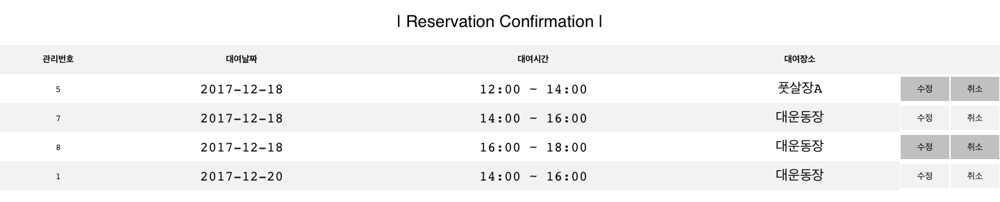 | Reservation Confirmation |
관리번호 대여날짜 대여시간 대여장소
5 2017-12-18 12:00 ~ 14:00 풋살장A 수정 취소
7 2017-12-18 14:00 ~ 16:00 대운동장 수정 취소
8 2017-12-18 16:00 ~ 18:00 대운동장 수정 취소
1 2017-12-20 14:00 ~ 16:00 대운동장 수정 취소